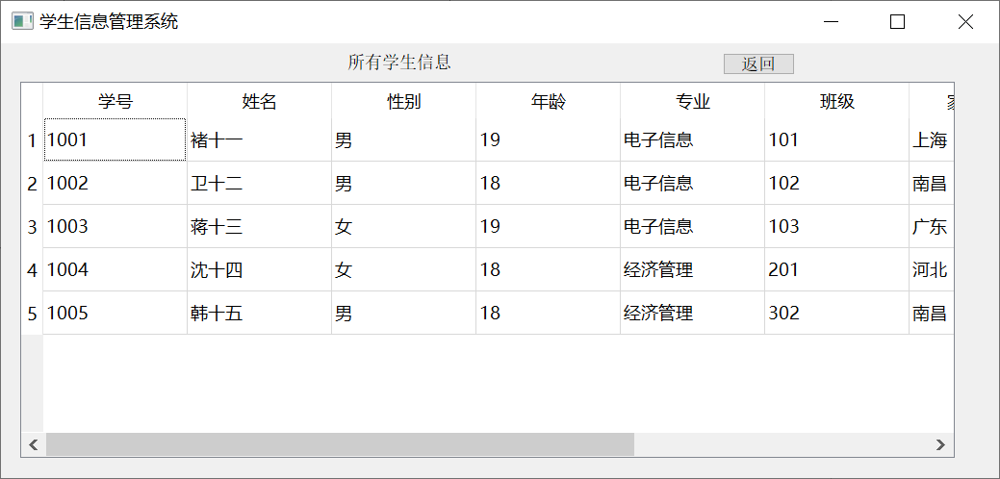 学生信息管理系统
所有学生信息 返回
学号 姓名 性别 年龄 专业 班级
1 1001 褚十一 男 19 电子信息 101 上海
2 1002 卫十二 男 18 电子信息 102 南昌
3 1003 蒋十三 女 19 电子信息 103 广东
4 1004 沈十四 女 18 经济管理 201 河北
5 1005 韩十五 男 18 经济管理 302 南昌